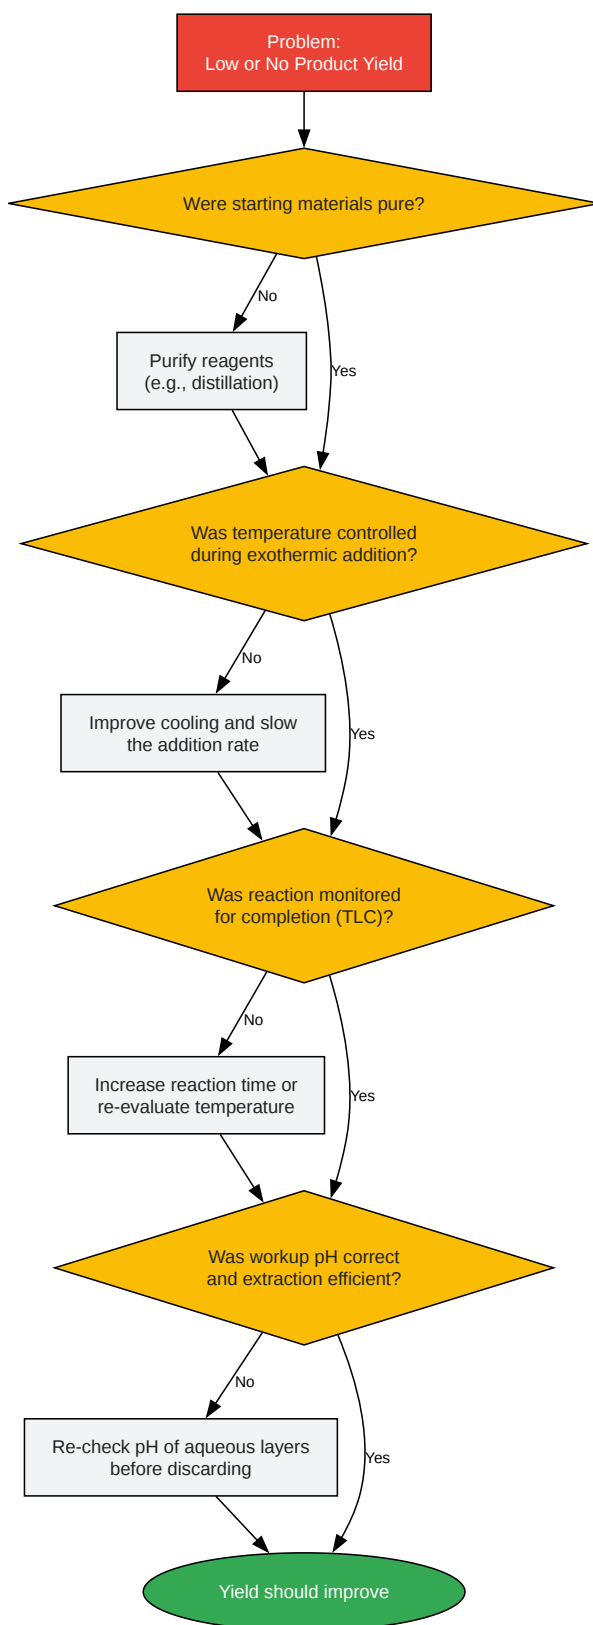 Problem:
Low or No Product Yield
Were starting materials pure?
No
Yes
Purify reagents
(e.g., distillation)
Was temperature controlled
during exothermic addition?
No
Yes
Improve cooling and slow
the addition rate
Was reaction monitored
for completion (TLC)?
No
Yes
Increase reaction time or
re-evaluate temperature
Was workup pH correct
and extraction efficient?
No
Yes
Re-check pH of aqueous layers
before discarding
Yield should improve